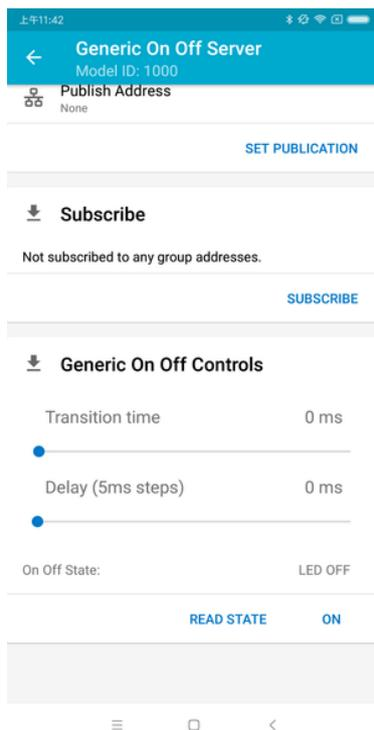 上午11:42
Generic On Off Server
Model ID: 1000
Publish Address
None
SET PUBLICATION
Subscribe
Not subscribed to any group addresses.
SUBSCRIBE
Generic On Off Controls
Transition time 0 ms
Delay (5ms steps) 0 ms
On Off State: LED OFF
READ STATE ON